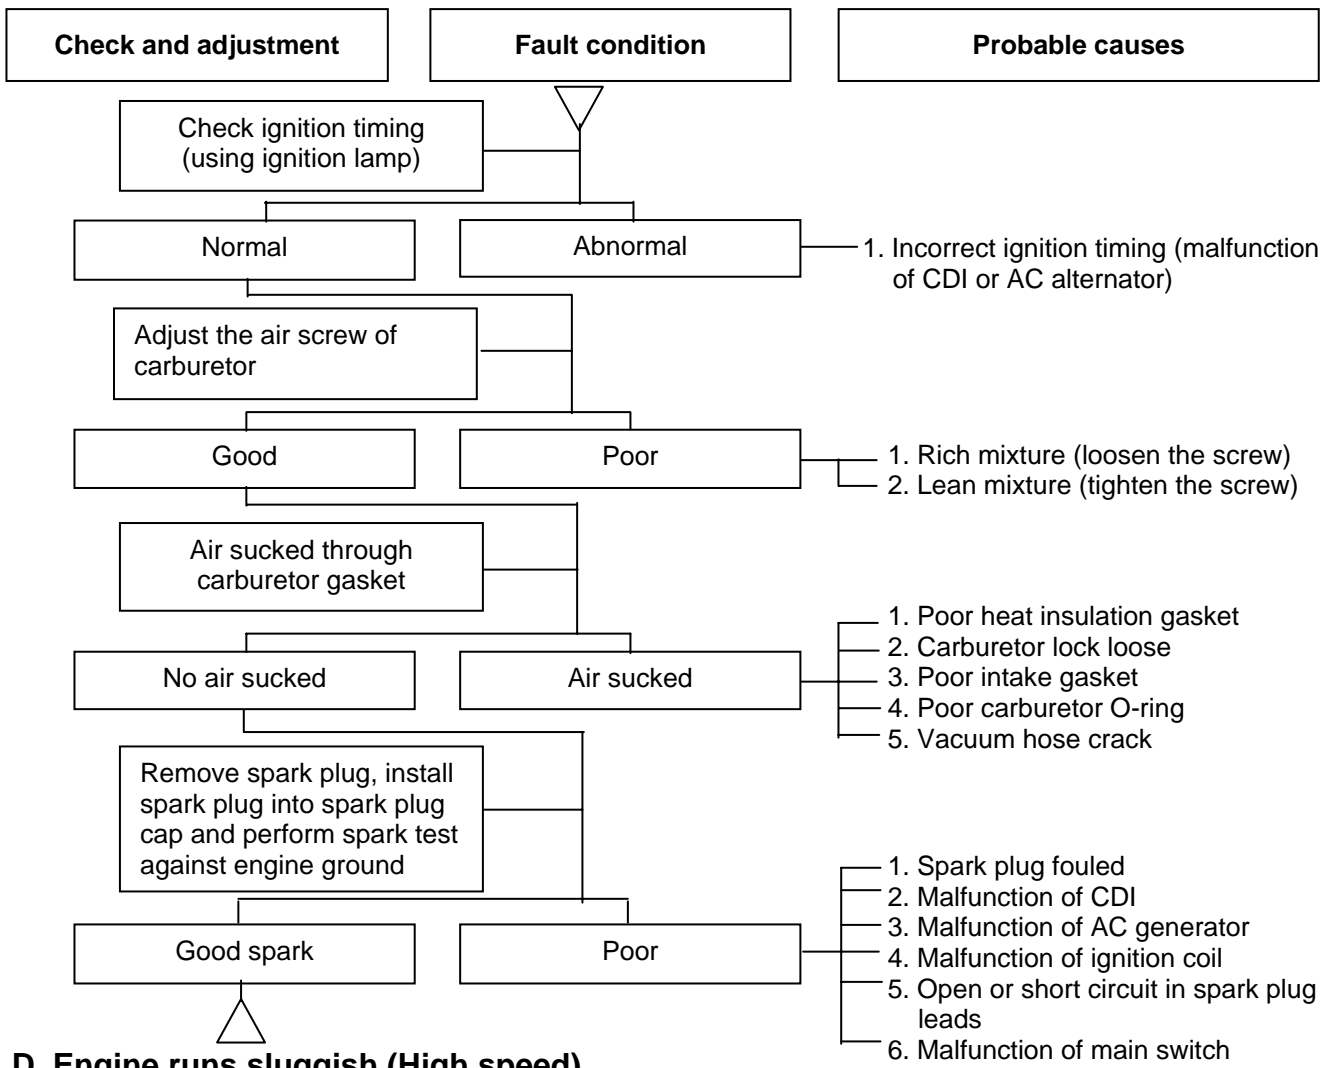 Check and adjustment
Fault condition
Probable causes
Check ignition timing
(using ignition lamp)
Normal
Abnormal
1. Incorrect ignition timing (malfunction
of CDI or AC alternator)
Adjust the air screw of
carburetor
Good
Poor
1. Rich mixture (loosen the screw)
2. Lean mixture (tighten the screw)
Air sucked through
carburetor gasket
No air sucked
Air sucked
1. Poor heat insulation gasket
2. Carburetor lock loose
3. Poor intake gasket
4. Poor carburetor O-ring
5. Vacuum hose crack
Remove spark plug, install
spark plug into spark plug
cap and perform spark test
against engine ground
Good spark
Poor
1. Spark plug fouled
2. Malfunction of CDI
3. Malfunction of AC generator
4. Malfunction of ignition coil
5. Open or short circuit in spark plug
leads
6. Malfunction of main switch
D. Engine runs sluggish (High speed)